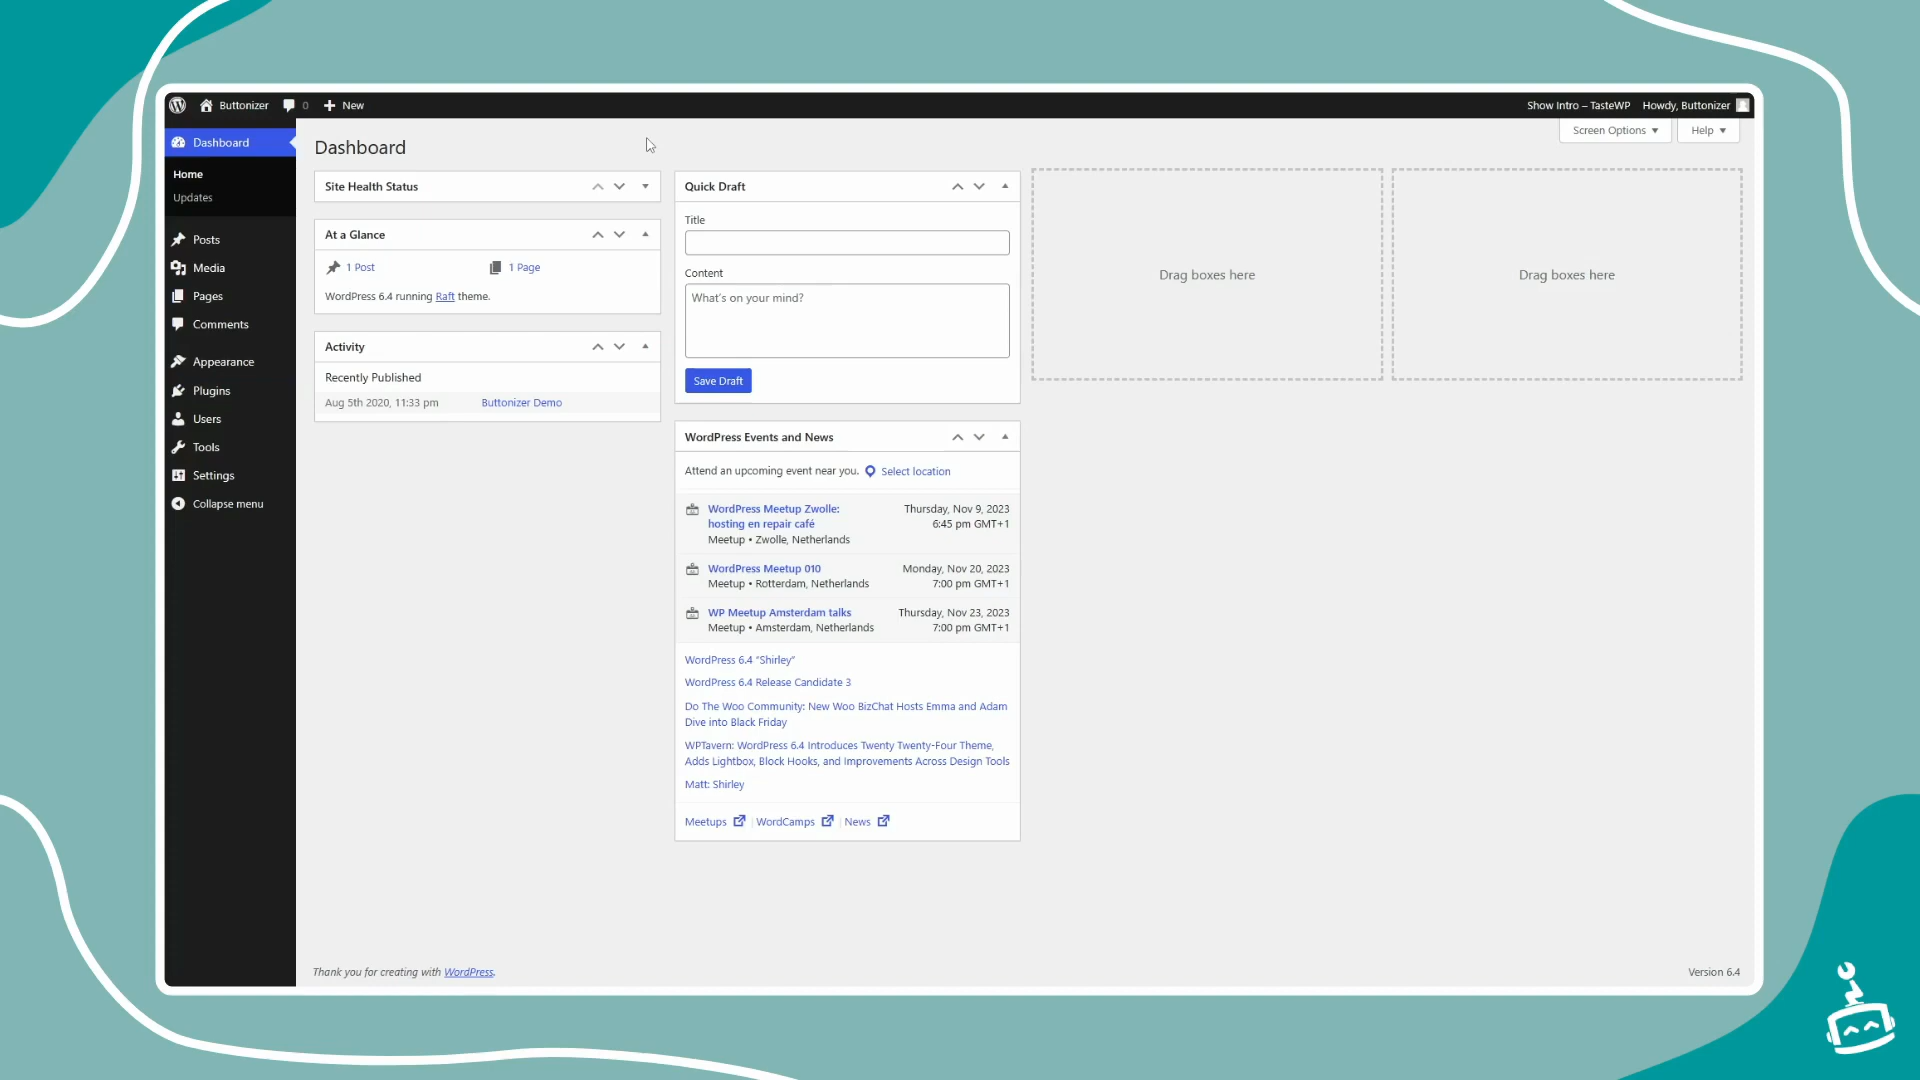 Buttonizer 0 New
Show Intro – TasteWP Howdy, Buttonizer
Screen Options Help
Dashboard
Home
Updates
Posts
Media
Pages
Comments
Appearance
Plugins
Users
Tools
Settings
Collapse menu
Dashboard
Site Health Status
At a Glance
1 Post 1 Page
WordPress 6.4 running Raft theme.
Activity
Recently Published
Aug 5th 2020, 11:33 pm Buttonizer Demo
Quick Draft
Title
Content
What's on your mind?
Save Draft
WordPress Events and News
Attend an upcoming event near you. Select location
WordPress Meetup Zwolle: Thursday, Nov 9, 2023
hosting en repair café 6:45 pm GMT+1
Meetup • Zwolle, Netherlands
WordPress Meetup 010 Monday, Nov 20, 2023
Meetup • Rotterdam, Netherlands 7:00 pm GMT+1
WP Meetup Amsterdam talks Thursday, Nov 23, 2023
Meetup • Amsterdam, Netherlands 7:00 pm GMT+1
WordPress 6.4 “Shirley”
WordPress 6.4 Release Candidate 3
Do The Woo Community: New Woo BizChat Hosts Emma and Adam
Dive into Black Friday
WPTavern: WordPress 6.4 Introduces Twenty Twenty-Four Theme,
Adds Lightbox, Block Hooks, and Improvements Across Design Tools
Matt: Shirley
Meetups | WordCamps | News
Drag boxes here
Drag boxes here
Thank you for creating with WordPress.
Version 6.4